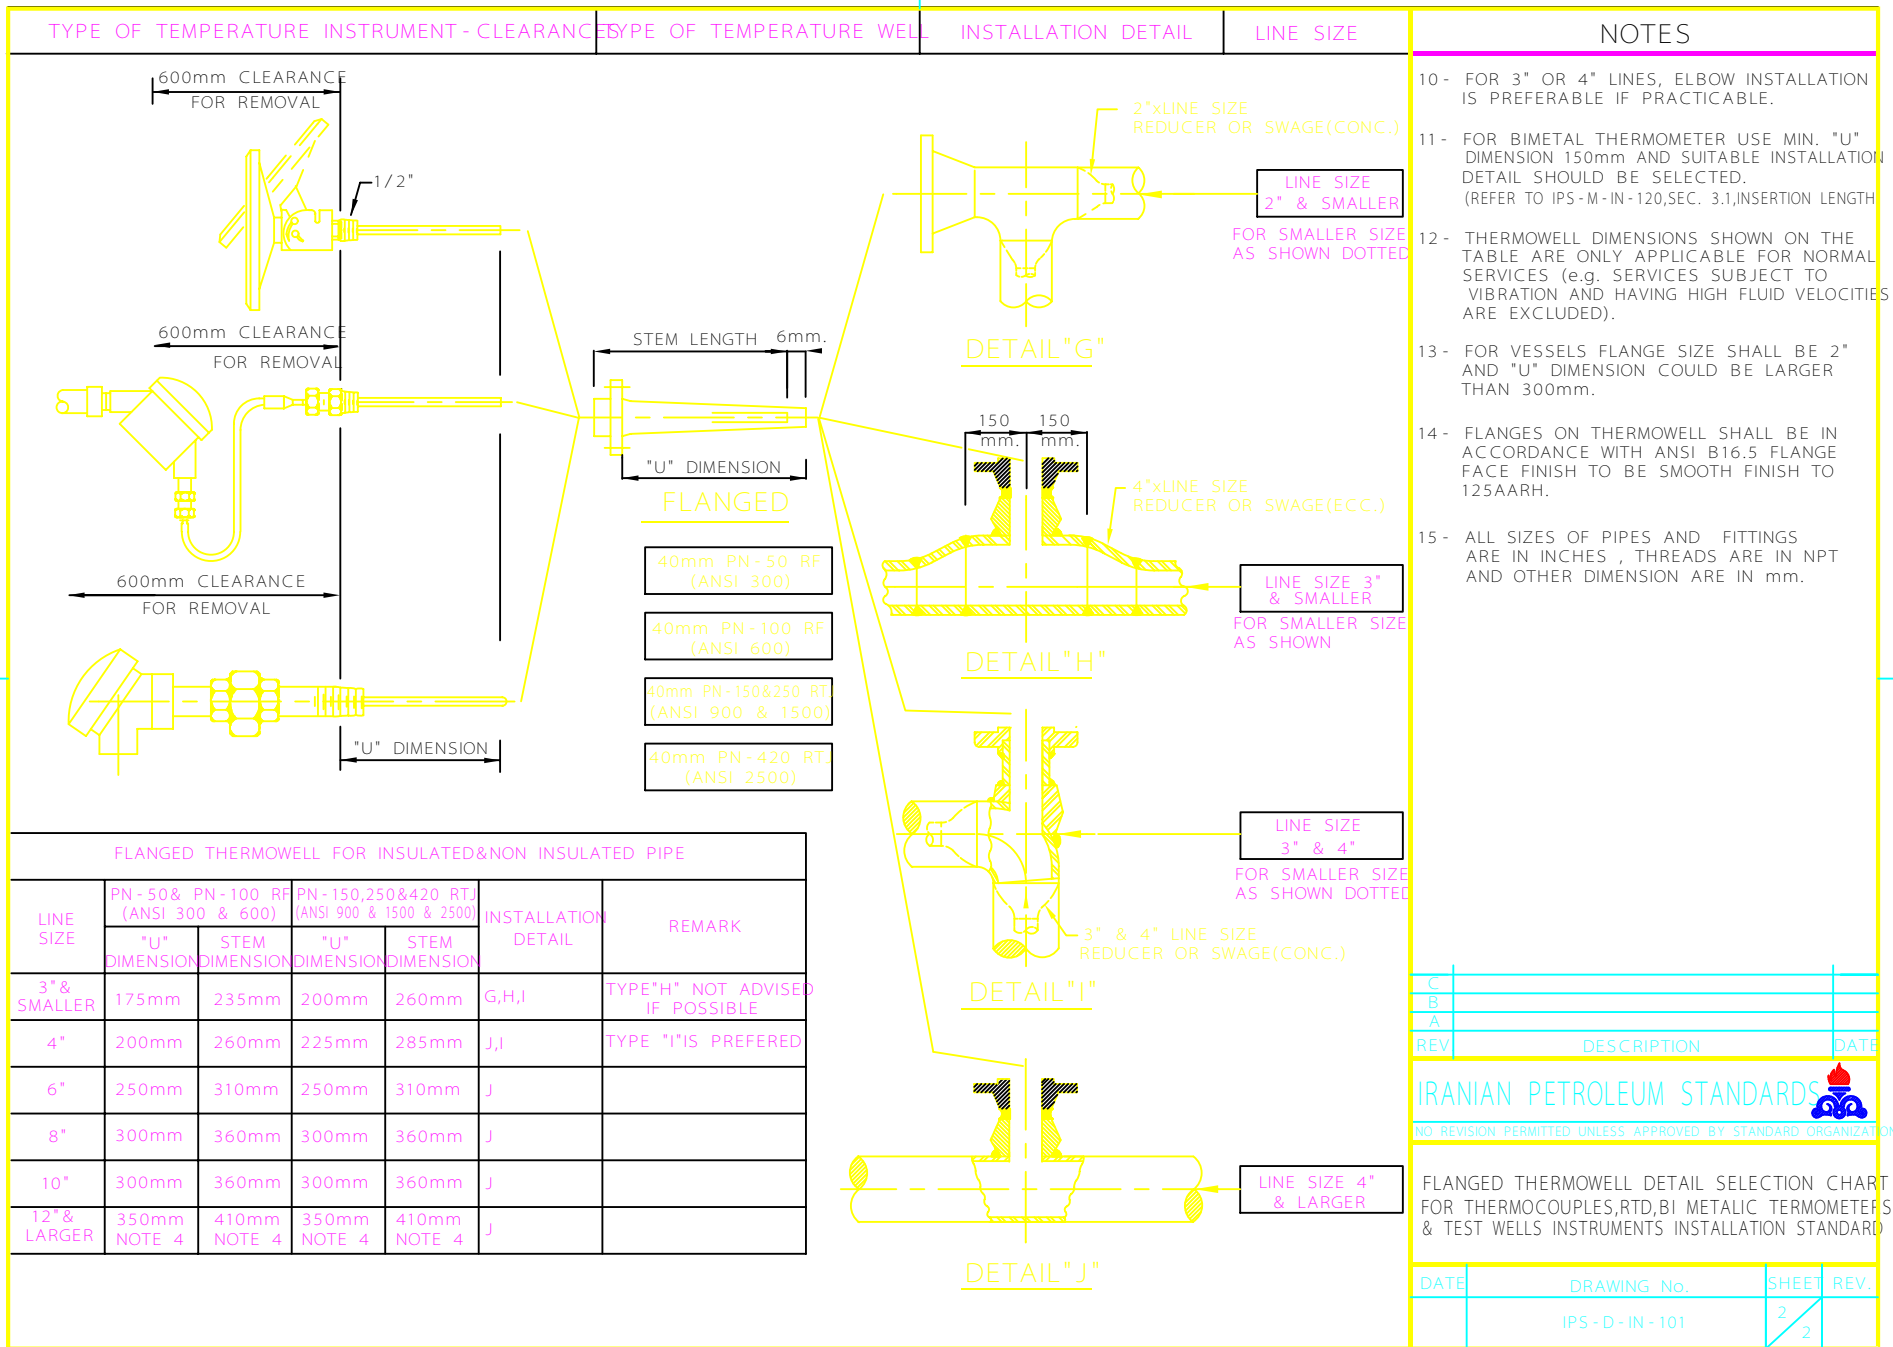 TYPE OF TEMPERATURE INSTRUMENT - CLEARANCES
TYPE OF TEMPERATURE WELL
INSTALLATION DETAIL
LINE SIZE
600mm CLEARANCE
FOR REMOVAL
1/2"
600mm CLEARANCE
FOR REMOVAL
600mm CLEARANCE
FOR REMOVAL
"U" DIMENSION
STEM LENGTH
6mm.
"U" DIMENSION
FLANGED
40mm PN-50 RF
(ANSI 300)
40mm PN-100 RF
(ANSI 600)
40mm PN-150&250 RTJ
(ANSI 900 & 1500)
40mm PN-420 RTJ
(ANSI 2500)
2"xLINE SIZE
REDUCER OR SWAGE(CONC.)
LINE SIZE
2" & SMALLER
FOR SMALLER SIZE
AS SHOWN DOTTED
DETAIL"G"
150 150
mm. mm.
4"xLINE SIZE
REDUCER OR SWAGE(ECC.)
LINE SIZE 3"
& SMALLER
FOR SMALLER SIZE
AS SHOWN
DETAIL"H"
LINE SIZE
3" & 4"
FOR SMALLER SIZE
AS SHOWN DOTTED
3" & 4" LINE SIZE
REDUCER OR SWAGE(CONC.)
DETAIL"I"
LINE SIZE 4"
& LARGER
DETAIL"J"
FLANGED THERMOWELL FOR INSULATED&NON INSULATED PIPE
LINE SIZE
PN-50& PN-100 RF
(ANSI 300 & 600)
PN-150,250&420 RTJ
(ANSI 900 & 1500 & 2500)
INSTALLATION DETAIL
REMARK
"U" DIMENSION
STEM DIMENSION
"U" DIMENSION
STEM DIMENSION
3"& SMALLER 175mm 235mm 200mm 260mm G,H,I TYPE"H" NOT ADVISED IF POSSIBLE
4" 200mm 260mm 225mm 285mm J,I TYPE "I"IS PREFERED
6" 250mm 310mm 250mm 310mm J
8" 300mm 360mm 300mm 360mm J
10" 300mm 360mm 300mm 360mm J
12"& LARGER 350mm NOTE 4 410mm NOTE 4 350mm NOTE 4 410mm NOTE 4 J
NOTES
10- FOR 3" OR 4" LINES, ELBOW INSTALLATION
IS PREFERABLE IF PRACTICABLE.
11- FOR BIMETAL THERMOMETER USE MIN. "U"
DIMENSION 150mm AND SUITABLE INSTALLATION
DETAIL SHOULD BE SELECTED.
(REFER TO IPS-M-IN-120,SEC. 3.1,INSERTION LENGTH
12- THERMOWELL DIMENSIONS SHOWN ON THE
TABLE ARE ONLY APPLICABLE FOR NORMAL
SERVICES (e.g. SERVICES SUBJECT TO
VIBRATION AND HAVING HIGH FLUID VELOCITIES
ARE EXCLUDED).
13- FOR VESSELS FLANGE SIZE SHALL BE 2"
AND "U" DIMENSION COULD BE LARGER
THAN 300mm.
14- FLANGES ON THERMOWELL SHALL BE IN
ACCORDANCE WITH ANSI B16.5 FLANGE
FACE FINISH TO BE SMOOTH FINISH TO
125AARH.
15- ALL SIZES OF PIPES AND FITTINGS
ARE IN INCHES , THREADS ARE IN NPT
AND OTHER DIMENSION ARE IN mm.
C
B
A
REV DESCRIPTION DATE
IRANIAN PETROLEUM STANDARDS
NO REVISION PERMITTED UNLESS APPROVED BY STANDARD ORGANIZATION
FLANGED THERMOWELL DETAIL SELECTION CHART
FOR THERMOCOUPLES,RTD,BI METALIC TERMOMETERS
& TEST WELLS INSTRUMENTS INSTALLATION STANDARD
DATE DRAWING No. SHEET REV.
IPS-D-IN-101 2/2